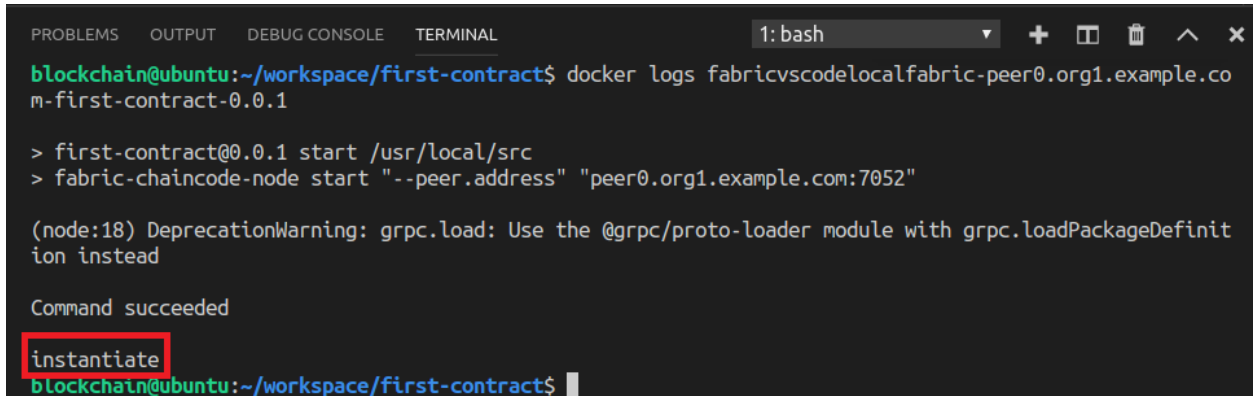 PROBLEMS OUTPUT DEBUG CONSOLE TERMINAL 1: bash
blockchain@ubuntu:~/workspace/first-contract$ docker logs fabricvscodelocalfabric-peer0.org1.example.co
m-first-contract-0.0.1
> first-contract@0.0.1 start /usr/local/src
> fabric-chaincode-node start "--peer.address" "peer0.org1.example.com:7052"
(node:18) DeprecationWarning: grpc.load: Use the @grpc/proto-loader module with grpc.loadPackageDefinit
ion instead
Command succeeded
instantiate
blockchain@ubuntu:~/workspace/first-contract$